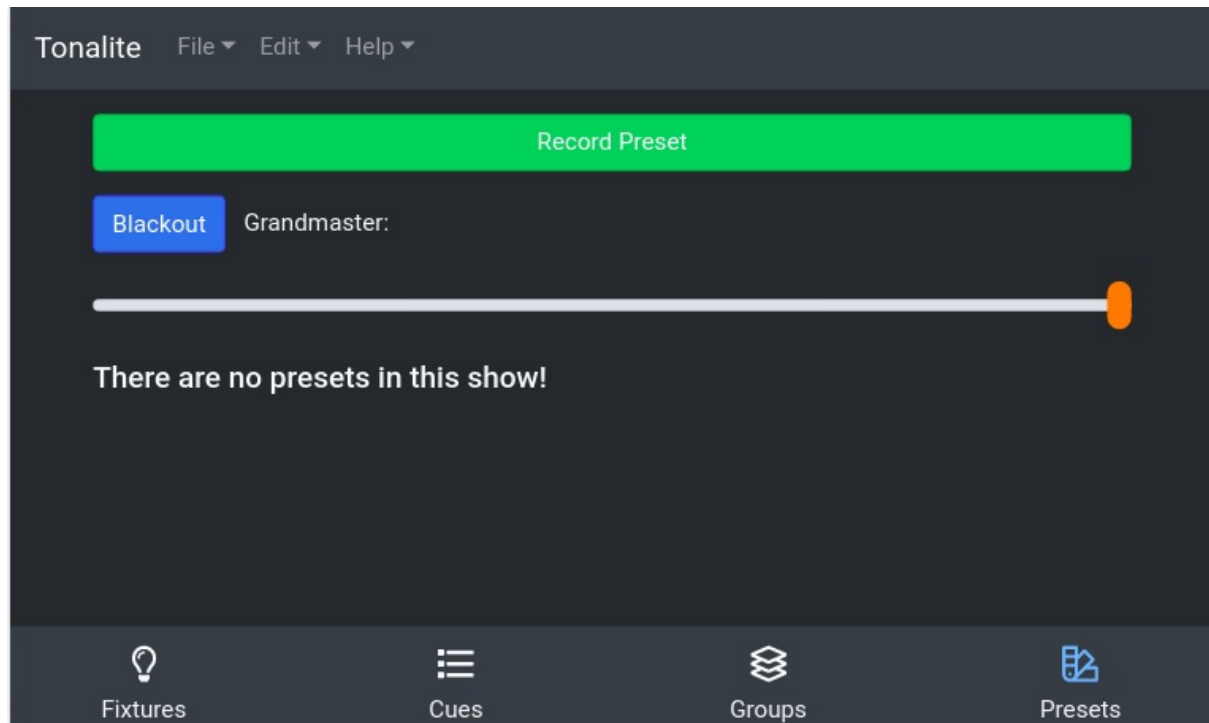 Tonalite File Edit Help
Record Preset
Blackout Grandmaster:
There are no presets in this show!
Fixtures Cues Groups Presets